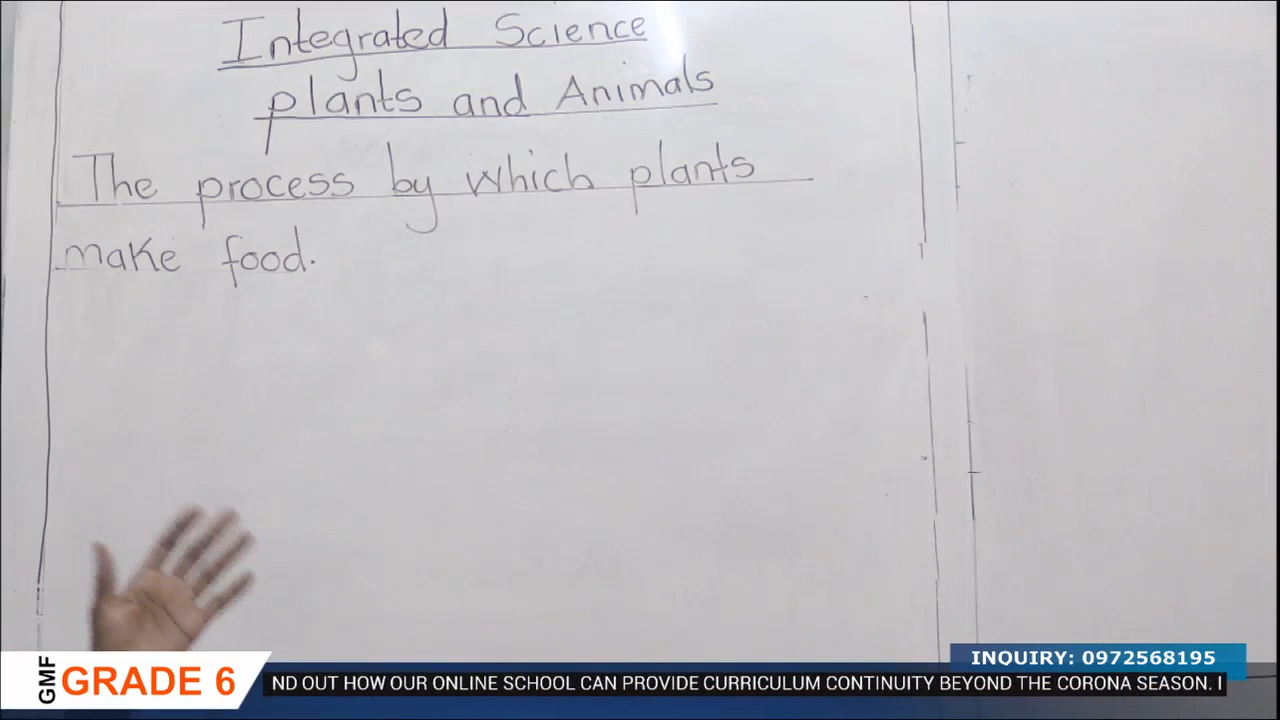 Integrated Science
plants and Animals
The process by which plants
make food.
INQUIRY: 0972568195
GMF GRADE 6
ND OUT HOW OUR ONLINE SCHOOL CAN PROVIDE CURRICULUM CONTINUITY BEYOND THE CORONA SEASON. I